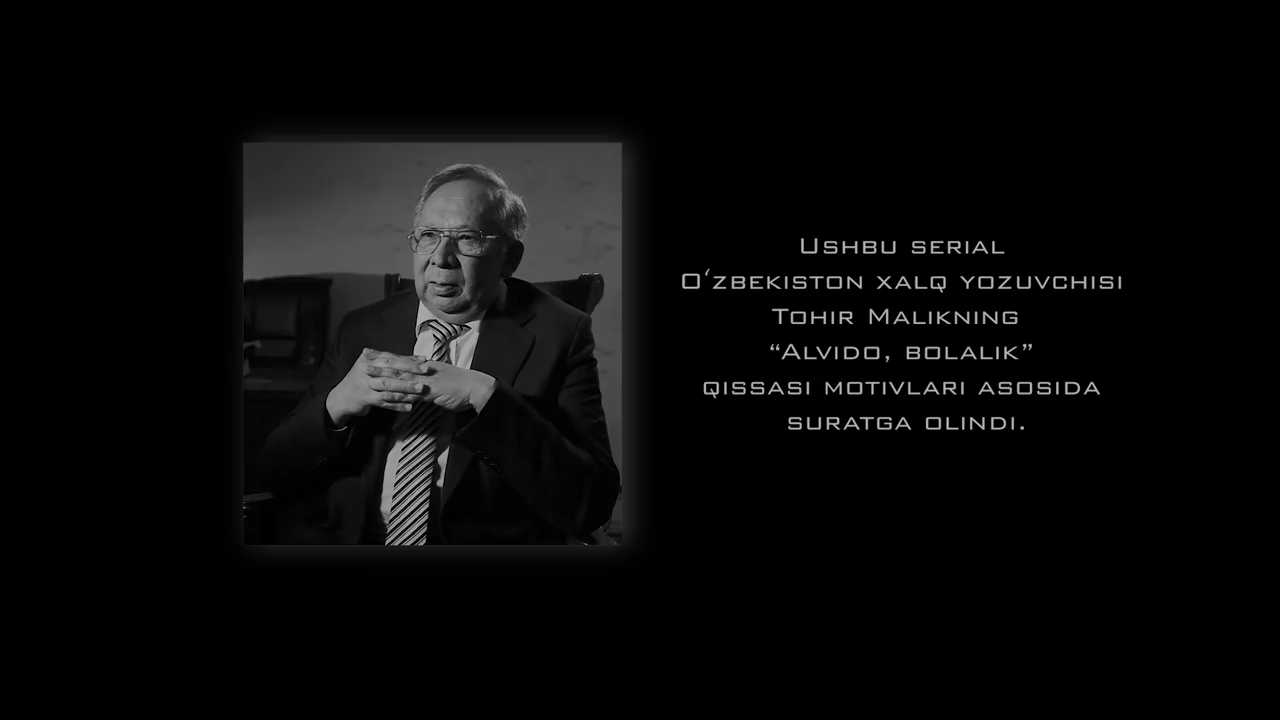 Ushbu serial
O‘zbekiston xalq yozuvchisi
Tohir Malikning
“Alvido, bolalik”
qissasi motivlari asosida
suratga olindi.